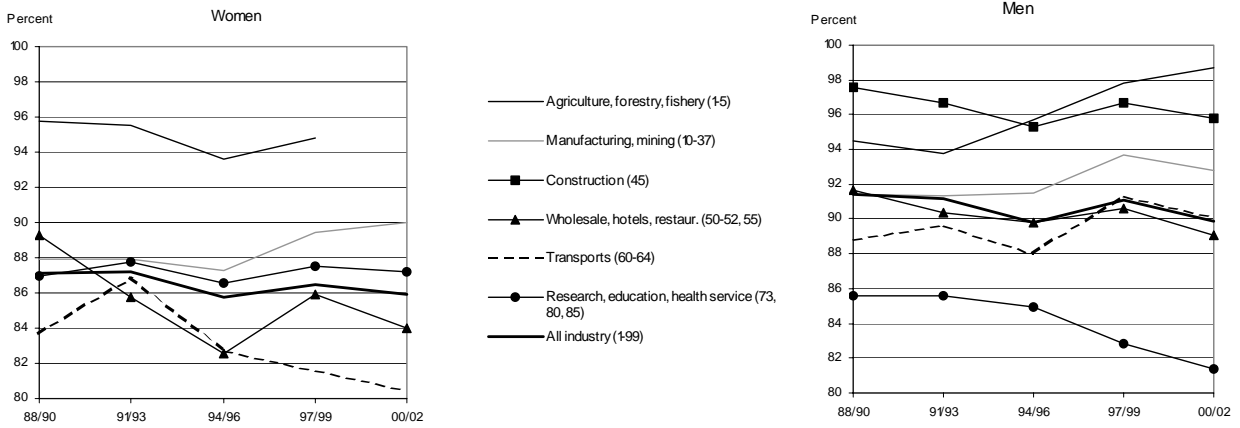 Women
Percent
100
98
96
94
92
90
88
86
84
82
80
88/90 91/93 94/96 97/99 00/02
Agriculture, forestry, fishery (1-5)
Manufacturing, mining (10-37)
Construction (45)
Wholesale, hotels, restaur. (50-52, 55)
Transports (60-64)
Research, education, health service (73,
80, 85)
All industry (1-99)
Men
Percent
100
98
96
94
92
90
88
86
84
82
80
88/90 91/93 94/96 97/99 00/02